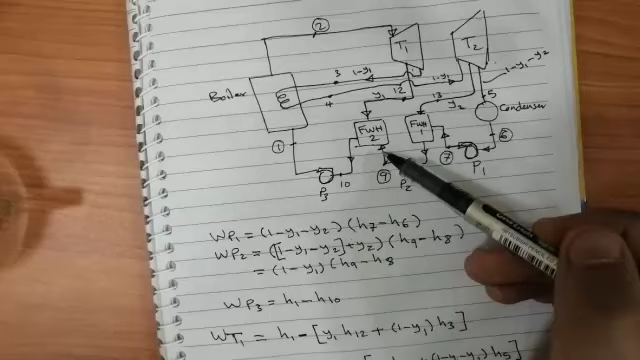 2
T1
T2
3
1-y1
1-y1
1-y1-y2
Boiler
4
y1
12
13
y2
5
Condenser
FWH
2
FWH
1
6
1
7
9
P1
P3
10
P2
WP1 = (1-y1-y2) (h7-h6)
WP2 = ([1-y1-y2]+y2) (h9-h8)
= (1-y1) (h9-h8
WP3 = h1-h10
WT1 = h1-[y1h12 + (1-y1)h3]
h5]